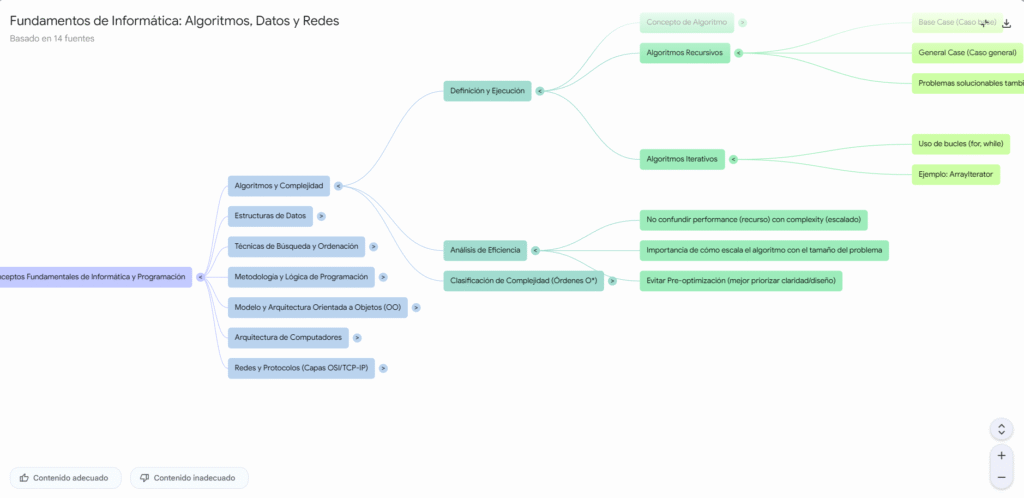 Fundamentos de Informática: Algoritmos, Datos y Redes
Basado en 14 fuentes
Concepto de Algoritmo
Base Case (Caso base)
Algoritmos Recursivos
General Case (Caso general)
Problemas solucionables
Definición y Ejecución
Uso de bucles (for, while)
Algoritmos Iterativos
Ejemplo: ArrayIterator
Algoritmos y Complejidad
Estructuras de Datos
No confundir performance (recurso) con complexity (escalado)
Técnicas de Búsqueda y Ordenación
Análisis de Eficiencia
Importancia de cómo escala el algoritmo con el tamaño del problema
Fundamentales de Informática y Programación
Metodología y Lógica de Programación
Clasificación de Complejidad (Órdenes O*)
Evitar Pre-optimización (mejor priorizar claridad/diseño)
Modelo y Arquitectura Orientada a Objetos (OO)
Arquitectura de Computadores
Redes y Protocolos (Capas OSI/TCP-IP)
Contenido adecuado
Contenido inadecuado